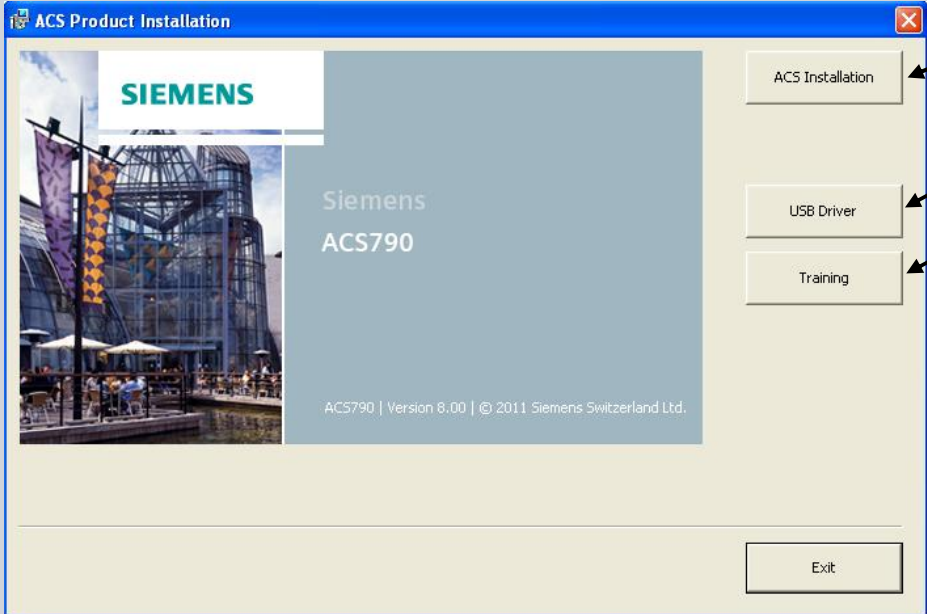 ACS Product Installation
SIEMENS
Siemens
ACS790
ACS790 | Version 8.00 | © 2011 Siemens Switzerland Ltd.
ACS Installation
USB Driver
Training
Exit